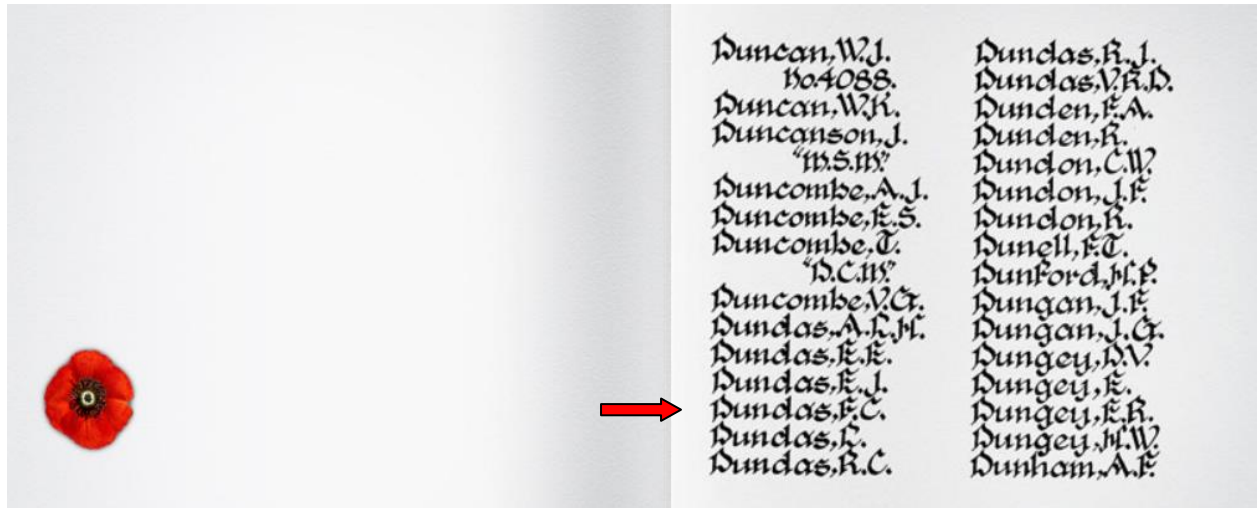 Duncan, W.J.
No. 4088.
Duncan, W.K.
Duncanson, J.
"M.S.M."
Duncombe, A.J.
Duncombe, E.S.
Duncombe, T.
"D.C.M."
Duncombe, V.G.
Dundas, A.L.H.
Dundas, E.E.
Dundas, E.J.
Dundas, F.C.
Dundas, L.
Dundas, R.C.
Dundas, R.J.
Dundas, V.R.D.
Dunden, F.A.
Dunden, R.
Dundon, C.W.
Dundon, J.F.
Dundon, R.
Dunell, F.T.
Dunford, H.P.
Dungan, J.F.
Dungan, J.G.
Dungey, D.V.
Dungey, E.
Dungey, E.R.
Dungey, H.W.
Dunham, A.F.